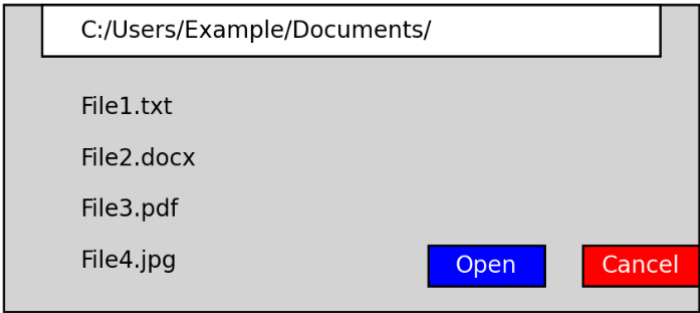 C:/Users/Example/Documents/
File1.txt
File2.docx
File3.pdf
File4.jpg
Open
Cancel